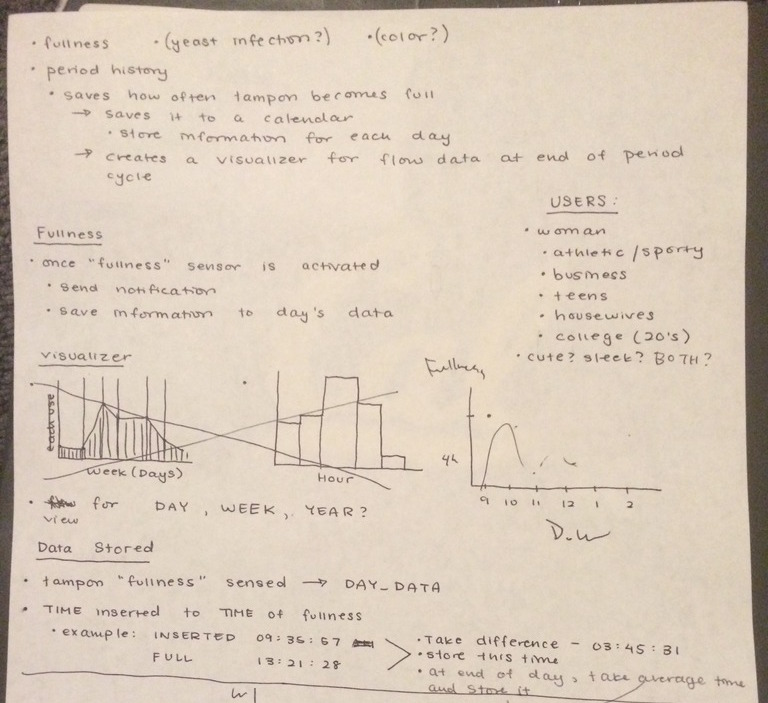 • fullness • (yeast infection?) • (color?)
• period history
• saves how often tampon becomes full
→ saves it to a calendar
• store information for each day
→ creates a visualizer for flow data at end of period
cycle
USERS:
• woman
• athletic/sporty
• business
• teens
• housewives
• college (20's)
• cute? sleek? BOTH?
Fullness
• once "fullness" sensor is activated
• send notification
• save information to day's data
Visualizer
each use
Week (Days)
Hour
Fullness
4h
9 10 11 12 1 2
• for DAY, WEEK, YEAR?
view
Data Stored
• tampon "fullness" sensed → DAY_DATA
• TIME inserted to TIME of fullness
• example: INSERTED 09:35:57
FULL 13:21:28
• Take difference - 03:45:31
• store this time
• at end of day, take average time
and store it